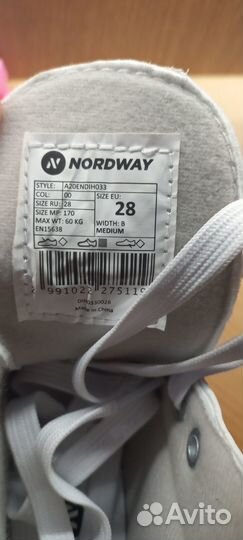 NORDWAY
STYLE: A20ENDIH033
COL: 00
SIZE RU: 28
SIZE MP: 170
MAX WT: 60 KG
EN15638
SIZE EU:
28
WIDTH: B
MEDIUM
Made in China
Avito